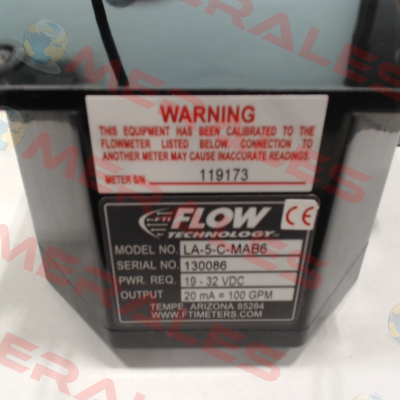 WARNING
THIS EQUIPMENT HAS BEEN CALIBRATED TO THE
FLOWMETER LISTED BELOW. CONNECTION TO
ANOTHER METER MAY CAUSE INACCURATE READINGS.
METER S/N 119173
FTI FLOW CE
TECHNOLOGY
MODEL NO. LA-5-C-MAB6
SERIAL NO. 130086
PWR. REQ. 10 - 32 VDC
OUTPUT 20 mA = 100 GPM
TEMPE, ARIZONA 85284
WWW.FTIMETERS.COM
MERALES